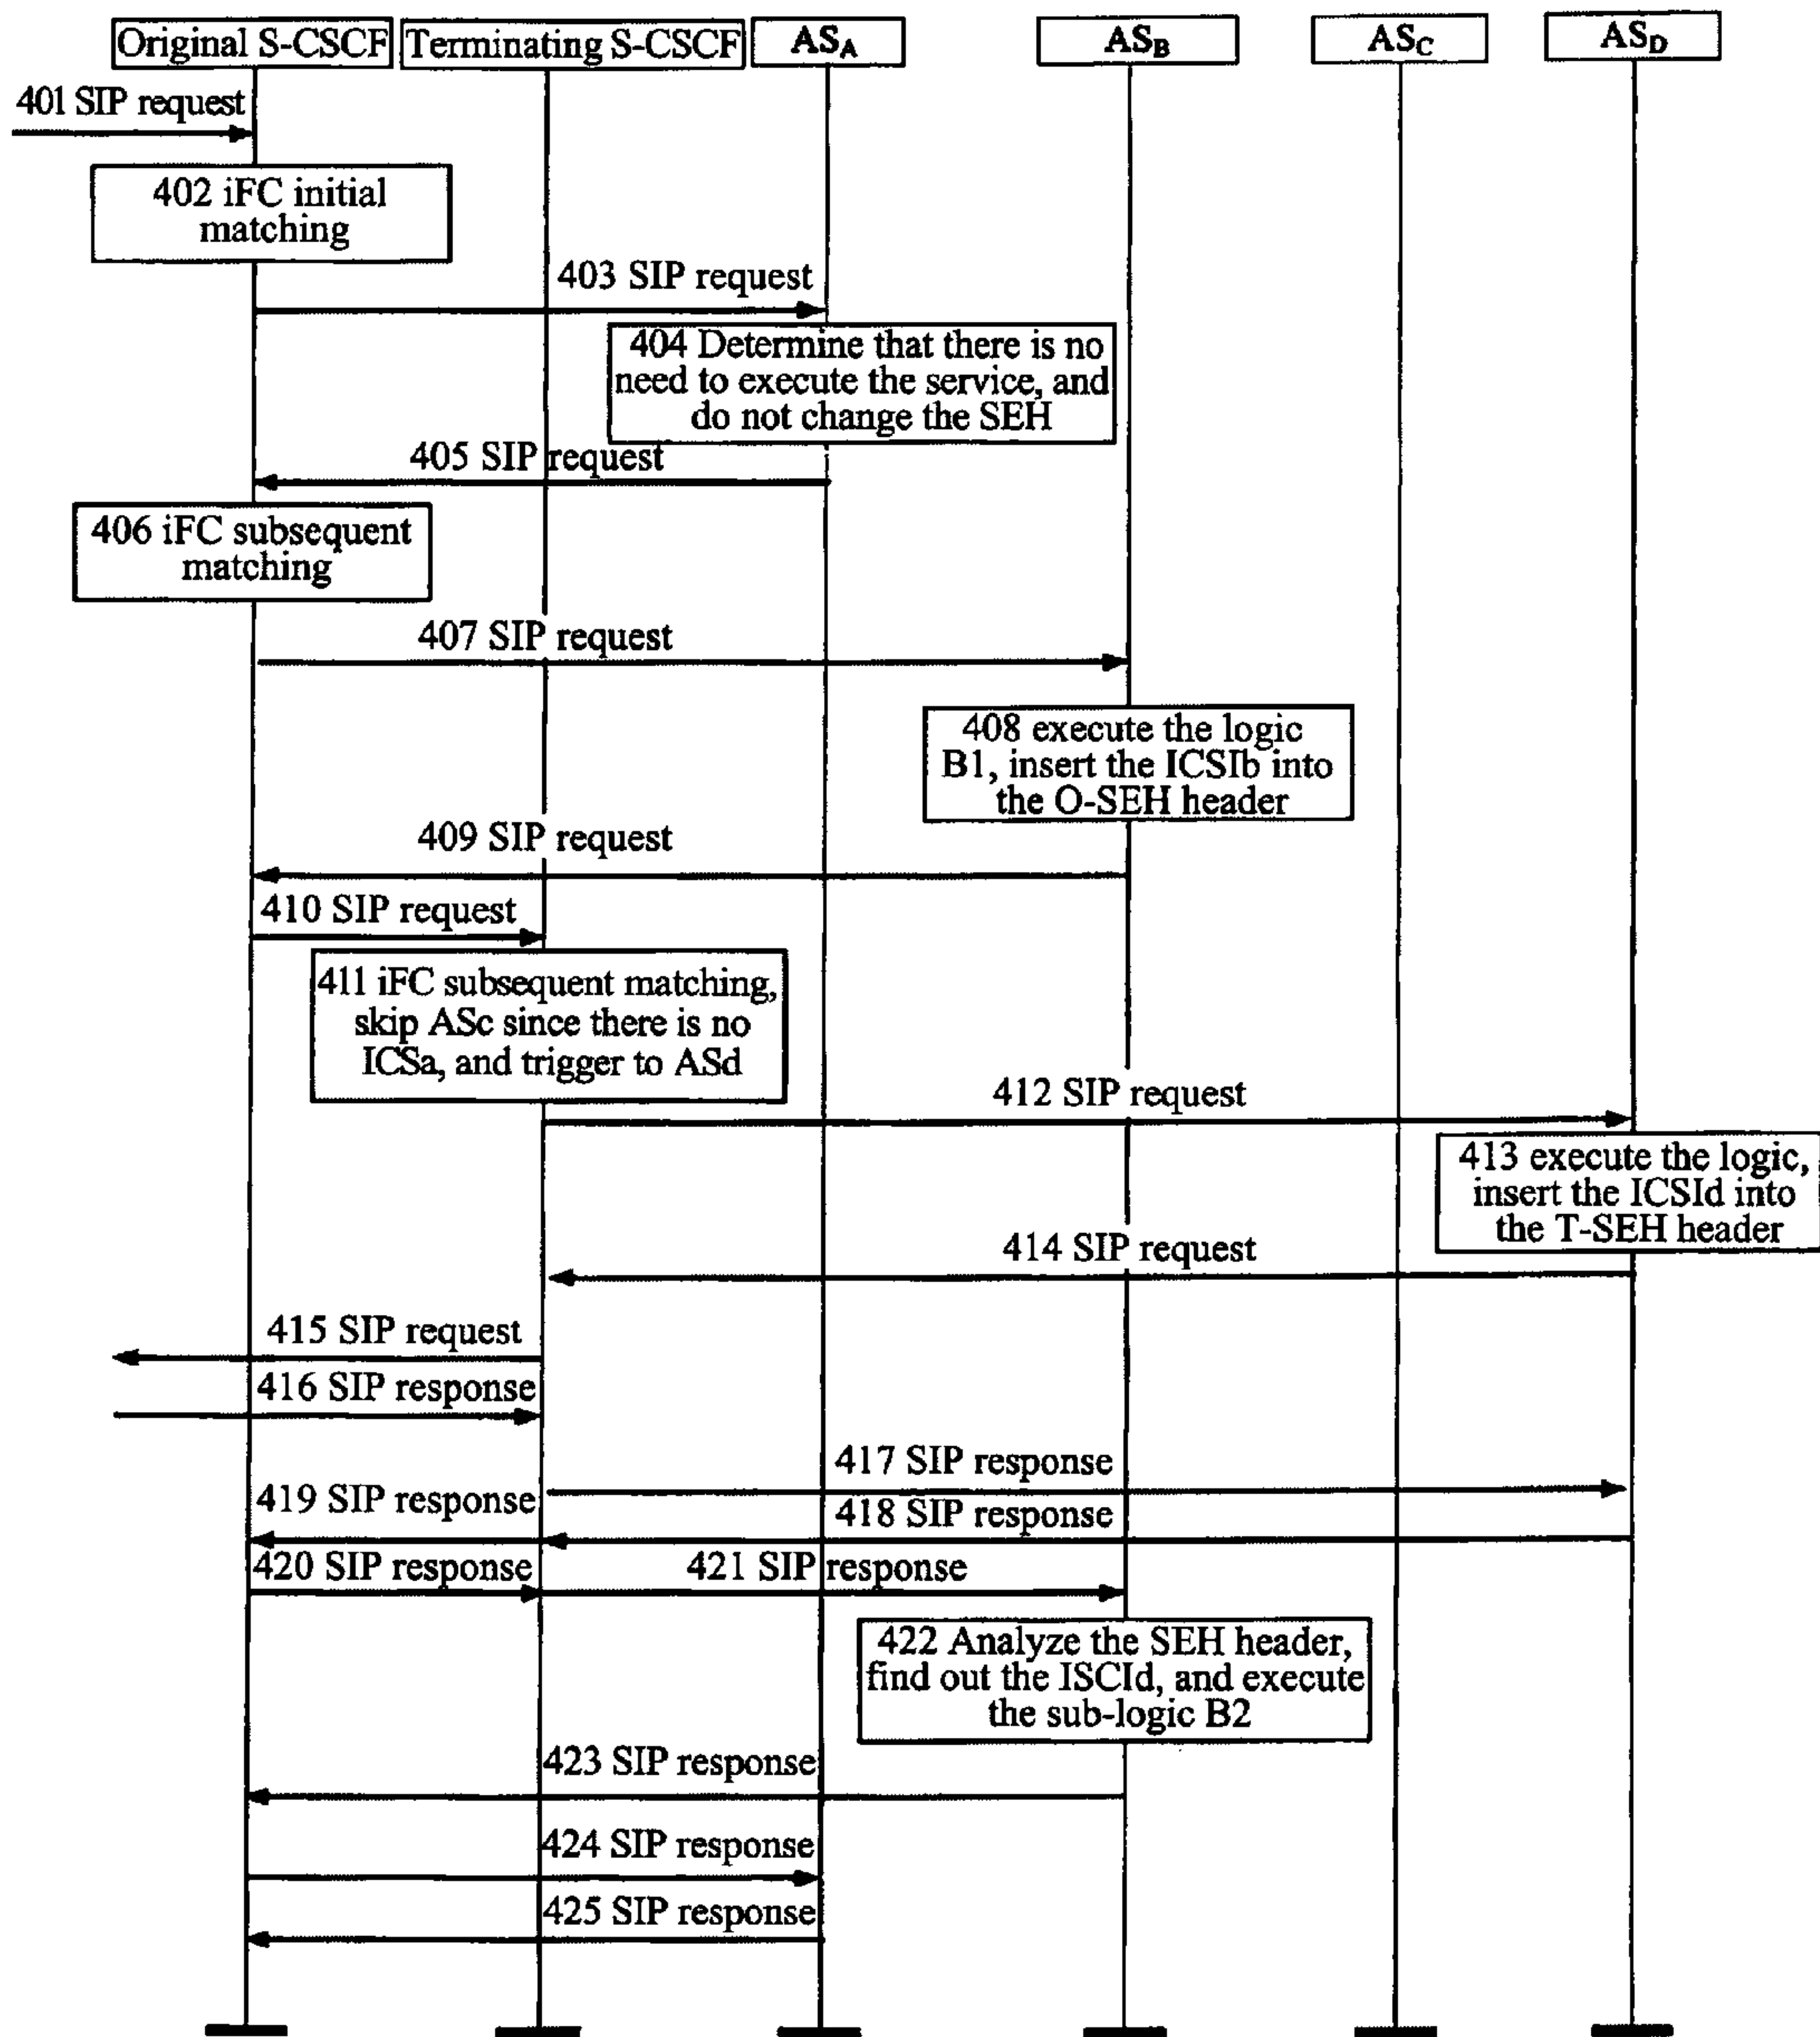 Original S-CSCF
Terminating S-CSCF
ASA
ASB
ASC
ASD
401 SIP request
402 iFC initial
matching
403 SIP request
404 Determine that there is no
need to execute the service, and
do not change the SEH
405 SIP request
406 iFC subsequent
matching
407 SIP request
408 execute the logic
B1, insert the ICSIb into
the O-SEH header
409 SIP request
410 SIP request
411 iFC subsequent matching,
skip ASc since there is no
ICSa, and trigger to ASd
412 SIP request
413 execute the logic,
insert the ICSId into
the T-SEH header
414 SIP request
415 SIP request
416 SIP response
417 SIP response
419 SIP response
418 SIP response
420 SIP response
421 SIP response
422 Analyze the SEH header,
find out the ISCId, and execute
the sub-logic B2
423 SIP response
424 SIP response
425 SIP response